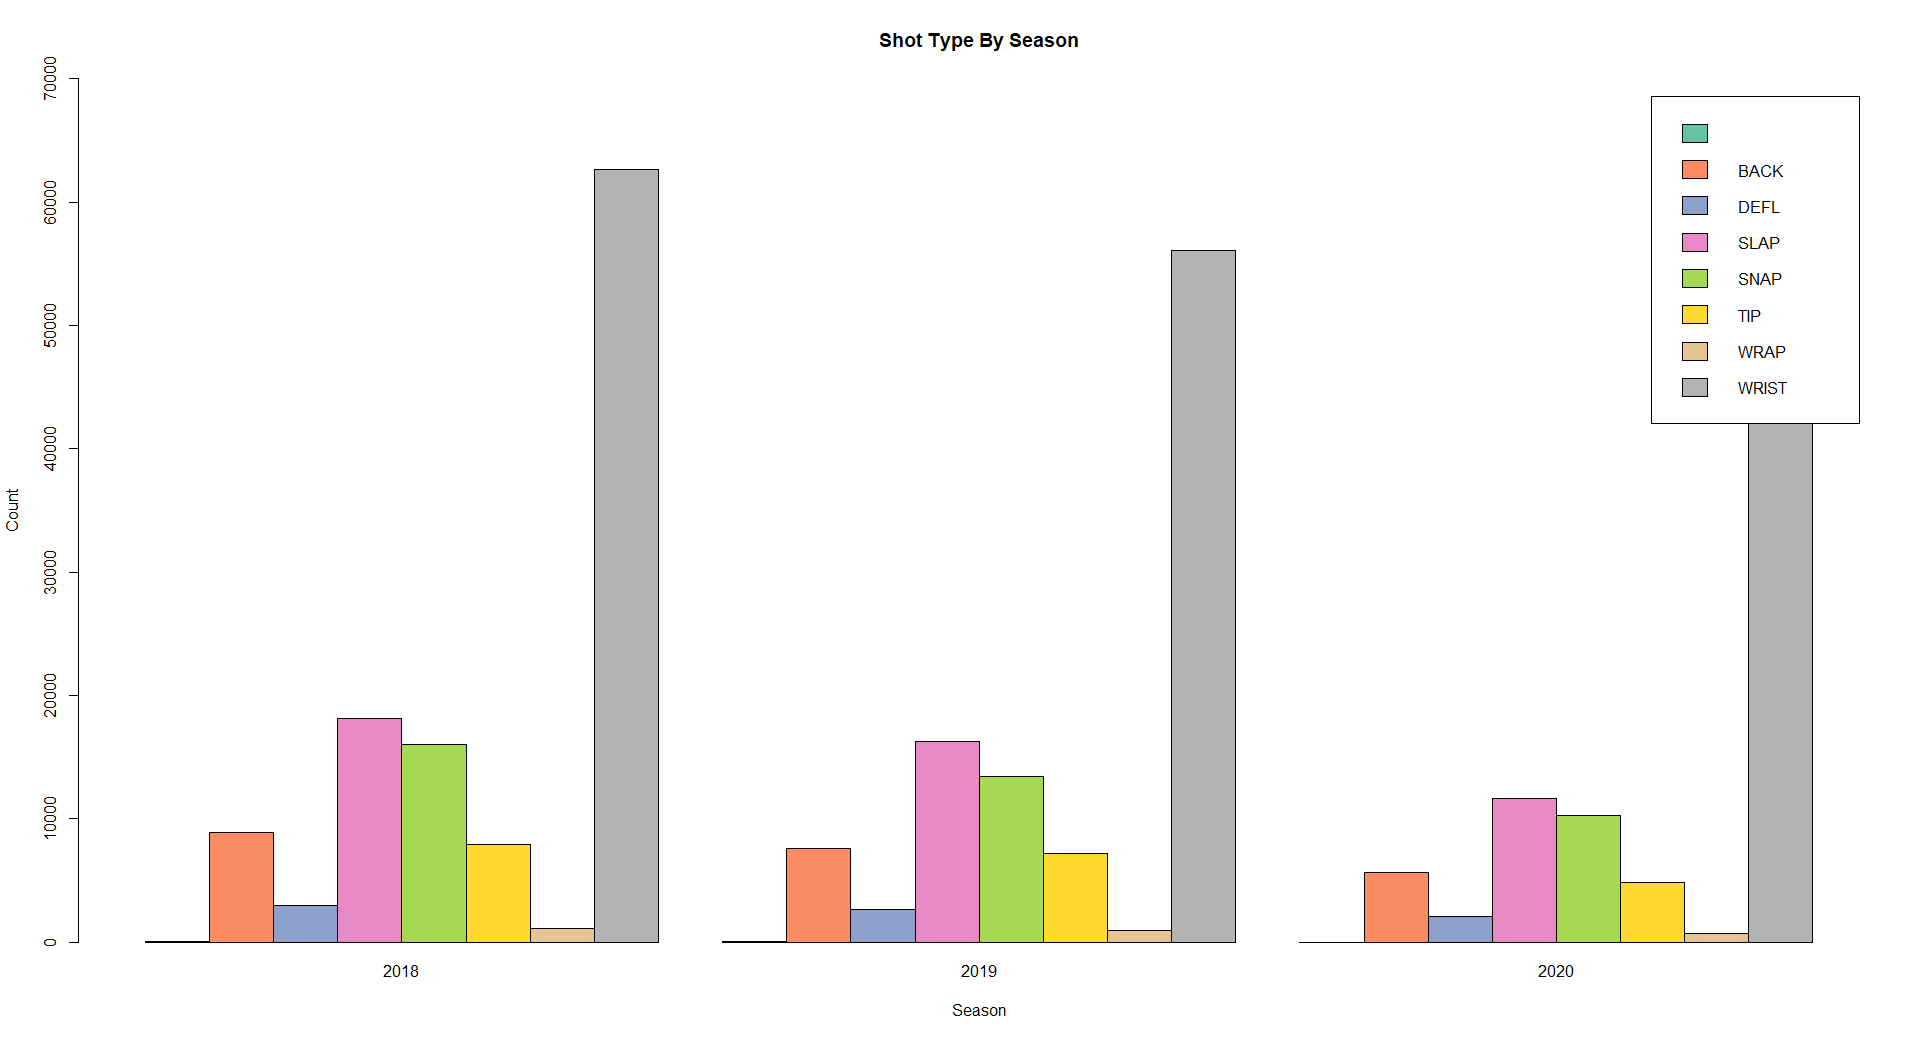 Shot Type By Season
70000
60000
50000
40000
30000
20000
10000
0
Count
BACK
DEFL
SLAP
SNAP
TIP
WRAP
WRIST
2018
2019
2020
Season